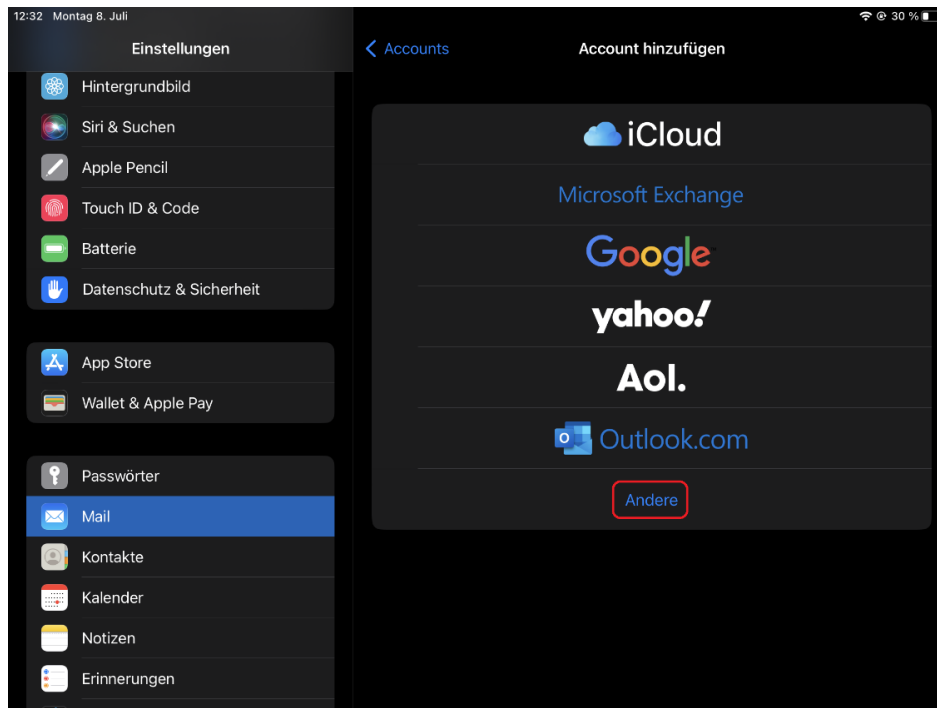 12:32 Montag 8. Juli
30 %
Einstellungen
Hintergrundbild
Siri & Suchen
Apple Pencil
Touch ID & Code
Batterie
Datenschutz & Sicherheit
App Store
Wallet & Apple Pay
Passwörter
Mail
Kontakte
Kalender
Notizen
Erinnerungen
Accounts
Account hinzufügen
iCloud
Microsoft Exchange
Google
yahoo!
Aol.
Outlook.com
Andere